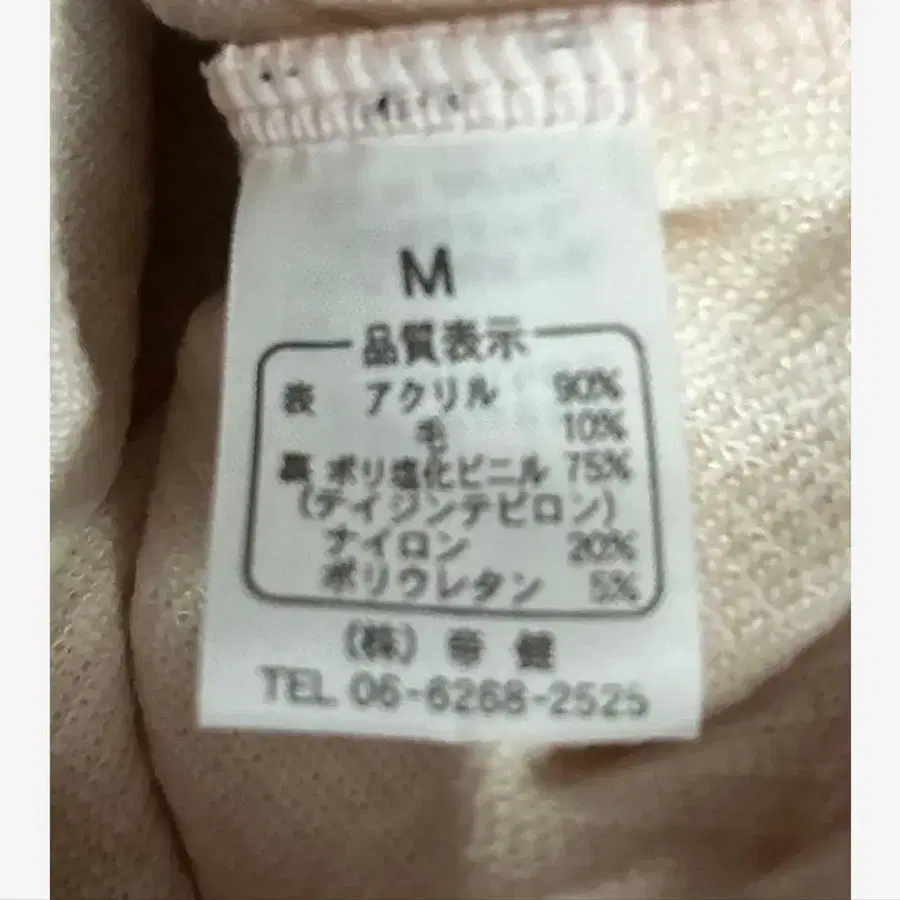 M
品質表示
表 アクリル 90%
毛 10%
裏 ポリ塩化ビニル 75%
(テイジンテビロン)
ナイロン 20%
ポリウレタン 5%
(株) 帝健
TEL 06-6268-2525